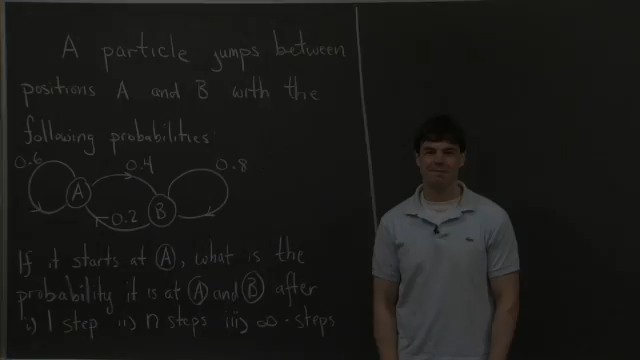 A particle jumps between
positions A and B with the
following probabilities:
0.6 0.4 0.8
A B
0.2
If it starts at A, what is the
probability it is at A and B after
i) 1 step ii) n steps iii) ∞-steps